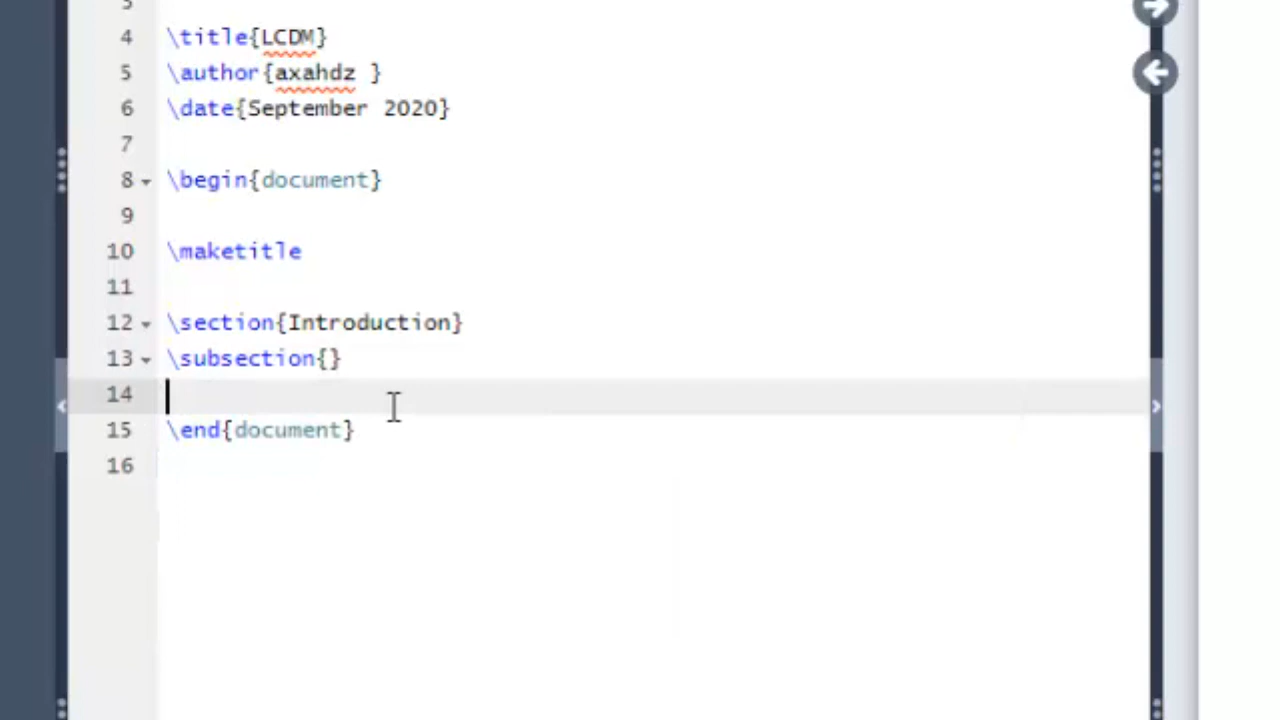 3
4 \title{LCDM}
5 \author{axahdz }
6 \date{September 2020}
7
8 \begin{document}
9
10 \maketitle
11
12 \section{Introduction}
13 \subsection{}
14
15 \end{document}
16